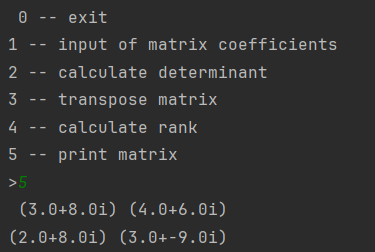 0 -- exit
1 -- input of matrix coefficients
2 -- calculate determinant
3 -- transpose matrix
4 -- calculate rank
5 -- print matrix
>5
(3.0+8.0i) (4.0+6.0i)
(2.0+8.0i) (3.0+-9.0i)